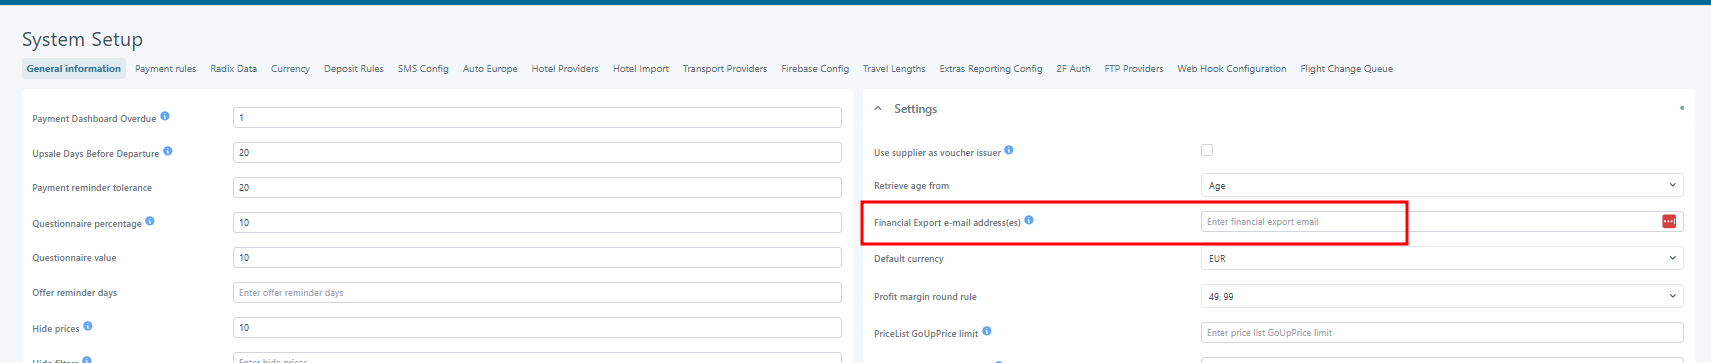 System Setup
General information Payment rules Radix Data Currency Deposit Rules SMS Config Auto Europe Hotel Providers Hotel Import Transport Providers Firebase Config Travel Lengths Extras Reporting Config 2F Auth FTP Providers Web Hook Configuration Flight Change Queue
Payment Dashboard Overdue 1
Upsale Days Before Departure 20
Payment reminder tolerance 20
Questionnaire percentage 10
Questionnaire value 10
Offer reminder days Enter offer reminder days
Hide prices 10
Hide filters Enter hide prices
Settings
Use supplier as voucher issuer
Retrieve age from Age
Financial Export e-mail address(es) Enter financial export email
Default currency EUR
Profit margin round rule 49, 99
PriceList GoUpPrice limit Enter price list GoUpPrice limit